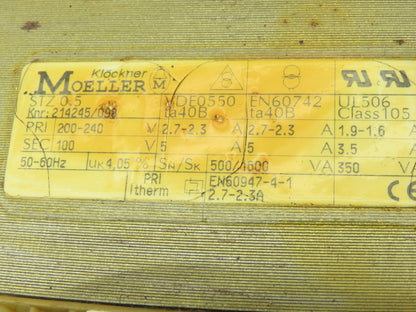 Klöckner
MOELLER M
STZ 0.5 VDE0550 EN60742 UL506
Knr: 214245/098 ta40B ta40B Class105
PRI 200-240 V 2.7-2.3 A 2.7-2.3 A 1.9-1.6 A
SEC 100 V 5 A 5 A 3.5 A
50-60Hz uK 4,05 % SN/SK 500/1600 VA 350 VA
PRI EN60947-4-1
Itherm 2.7-2.3A CE